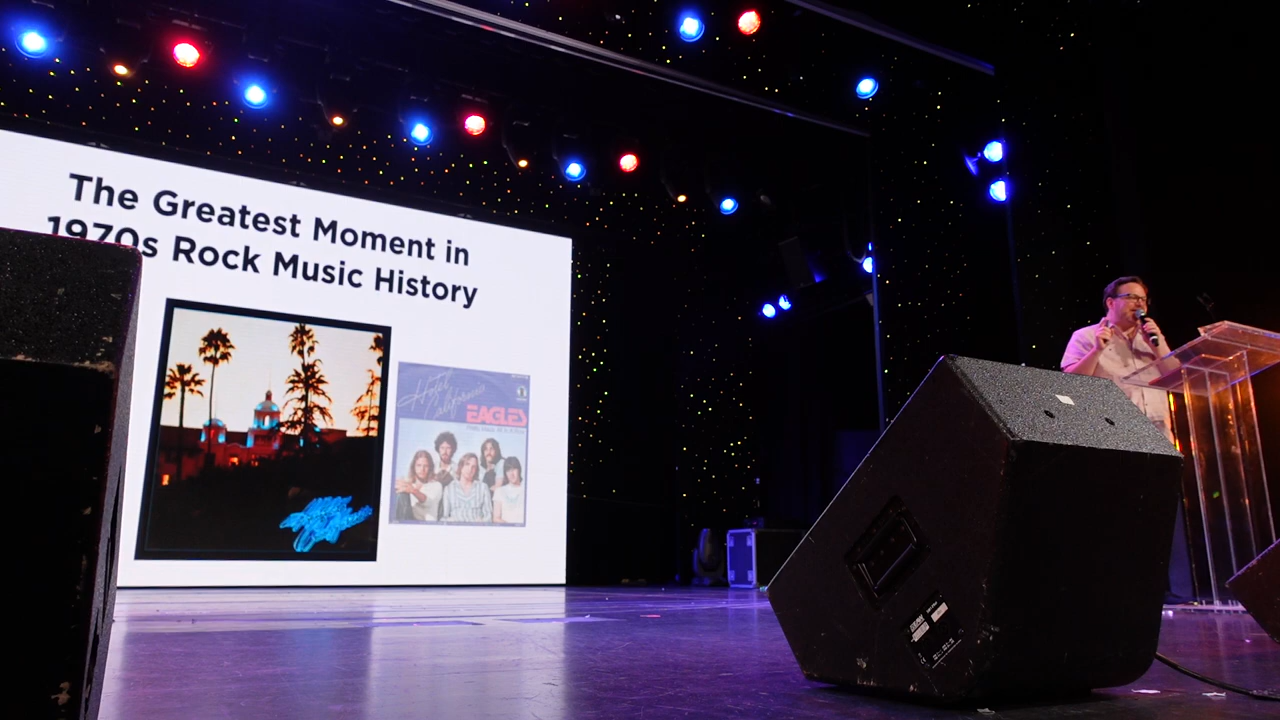 The Greatest Moment in
1970s Rock Music History
Hotel
California
EAGLES